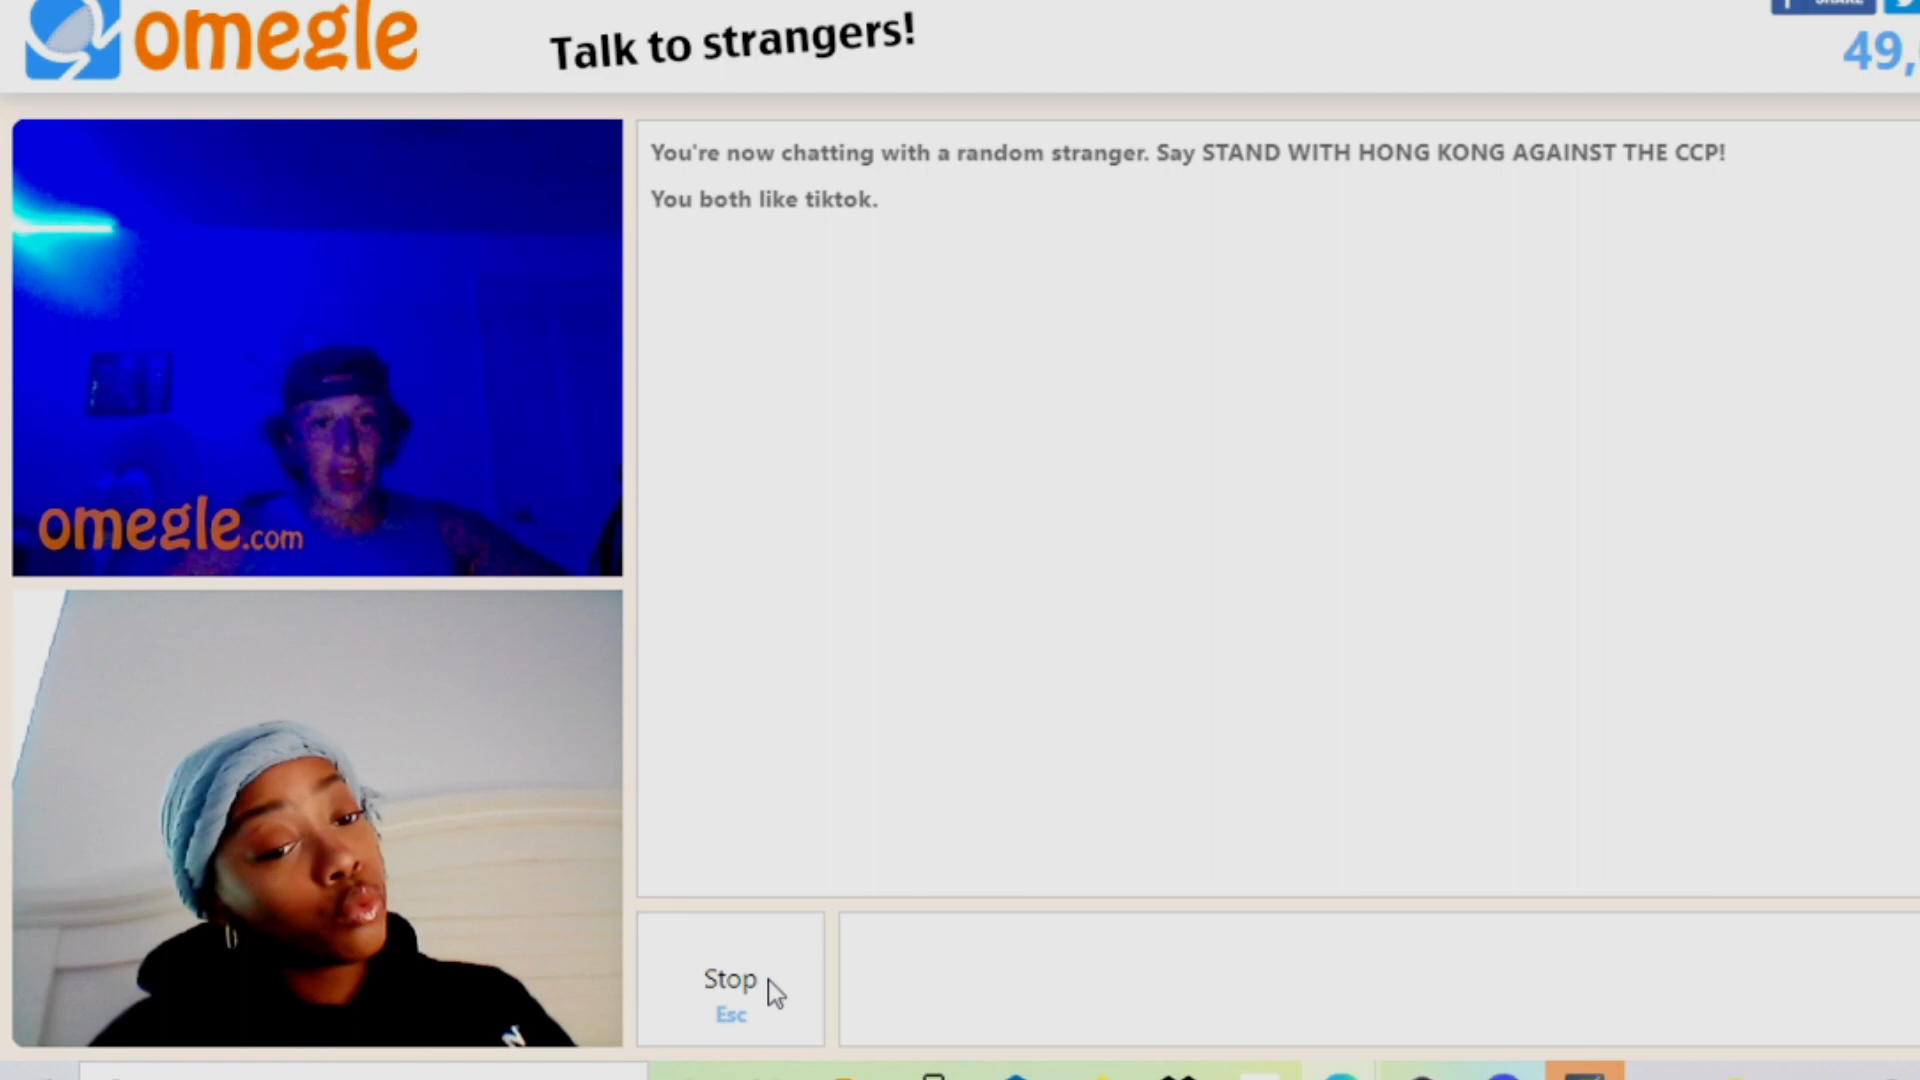 omegle
Talk to strangers!
SHARE
49,
You're now chatting with a random stranger. Say STAND WITH HONG KONG AGAINST THE CCP!
You both like tiktok.
omegle.com
Stop
Esc
N